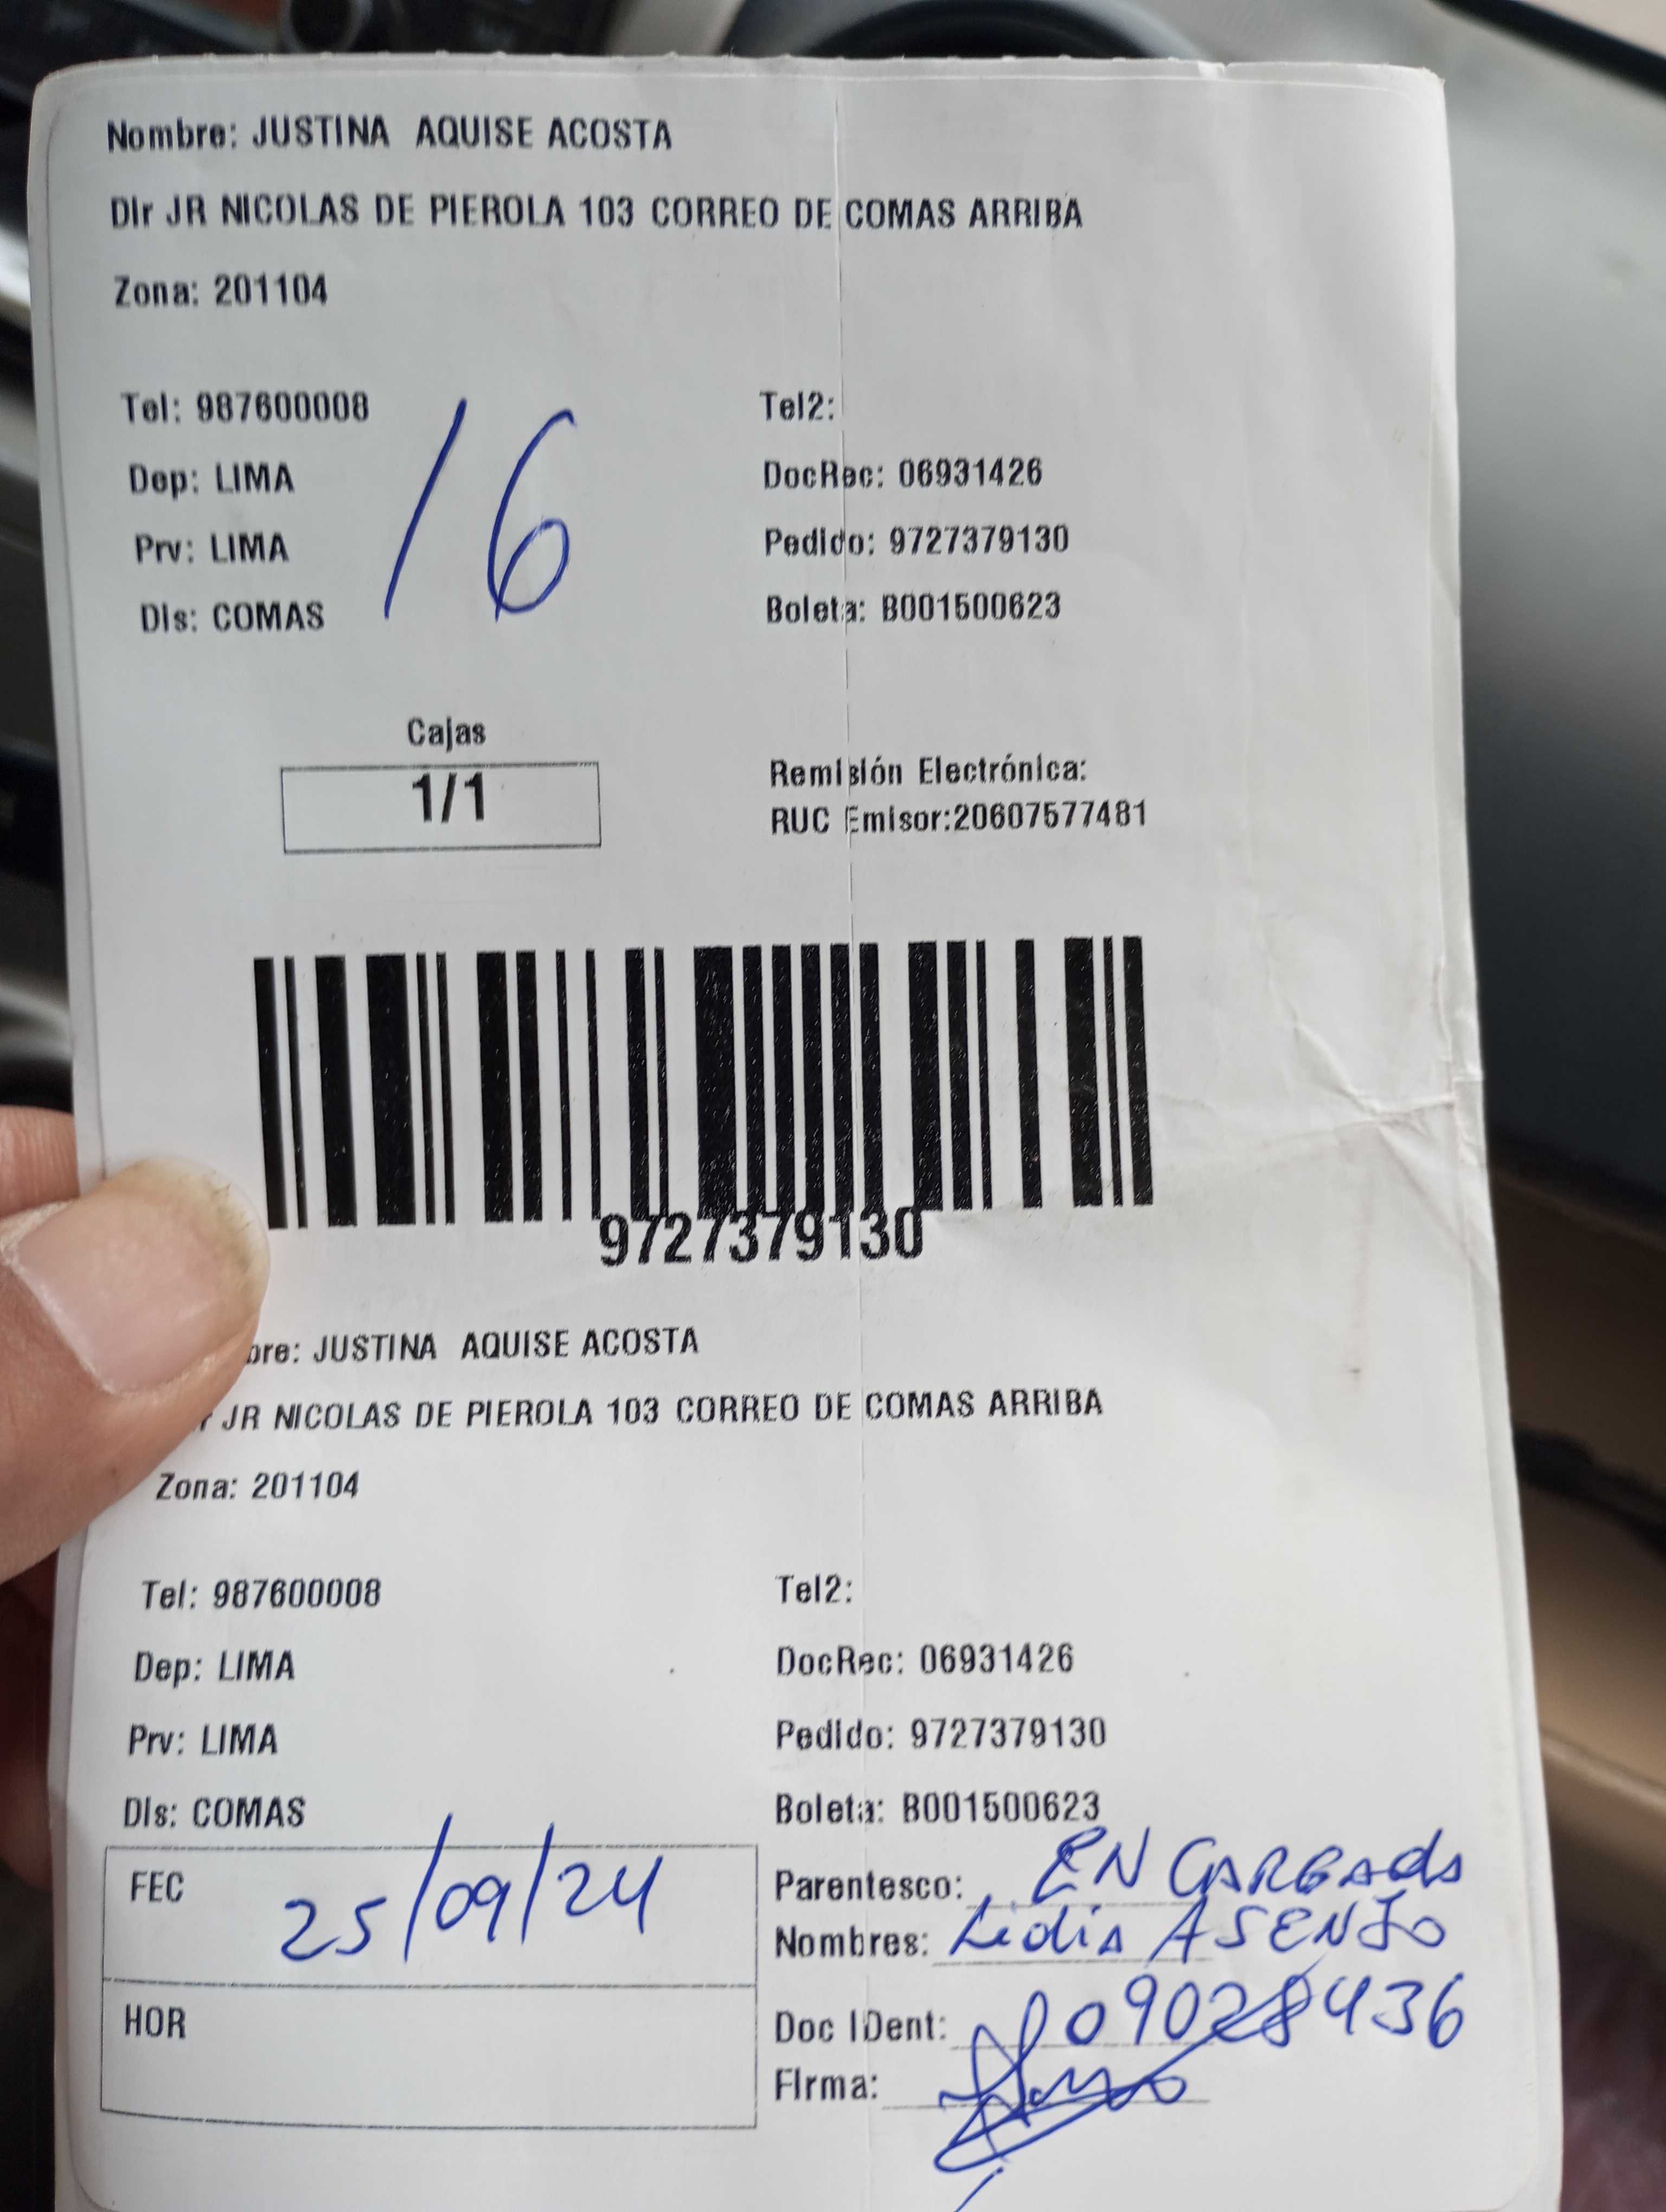 Nombre: JUSTINA AQUISE ACOSTA
Dir JR NICOLAS DE PIEROLA 103 CORREO DE COMAS ARRIBA
Zona: 201104
Tel: 987600008 Tel2:
16
Dep: LIMA DocRec: 06931426
Prv: LIMA Pedido: 9727379130
Dis: COMAS Boleta: B001500623
Cajas
1/1
Remisión Electrónica:
RUC Emisor:20607577481
9727379130
bre: JUSTINA AQUISE ACOSTA
r JR NICOLAS DE PIEROLA 103 CORREO DE COMAS ARRIBA
Zona: 201104
Tel: 987600008 Tel2:
Dep: LIMA DocRec: 06931426
Prv: LIMA Pedido: 9727379130
Dis: COMAS Boleta: B001500623
FEC 25/09/24
Parentesco: ENCARGADA
Nombres: Lidia ASENJO
HOR
Doc IDent: 09028436
Firma: